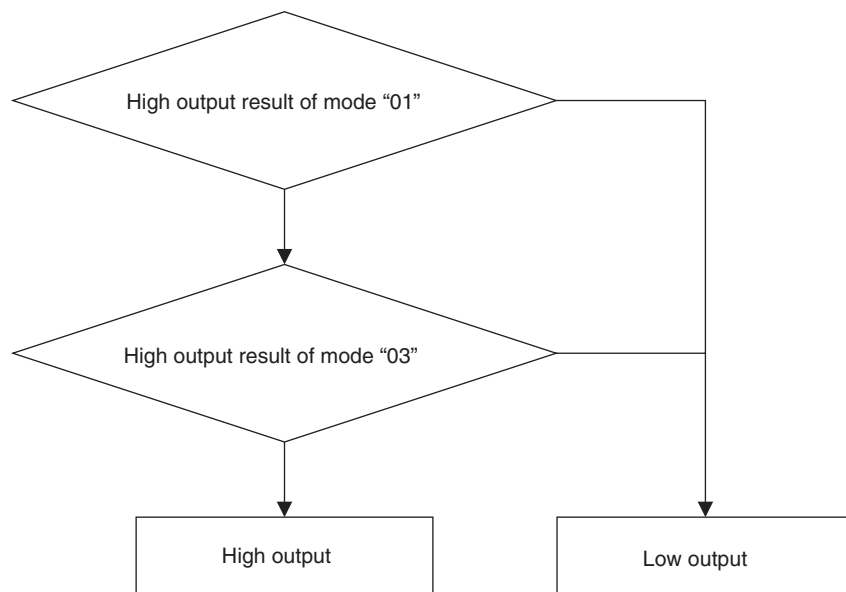 High output result of mode “01”
High output result of mode “03”
High output
Low output